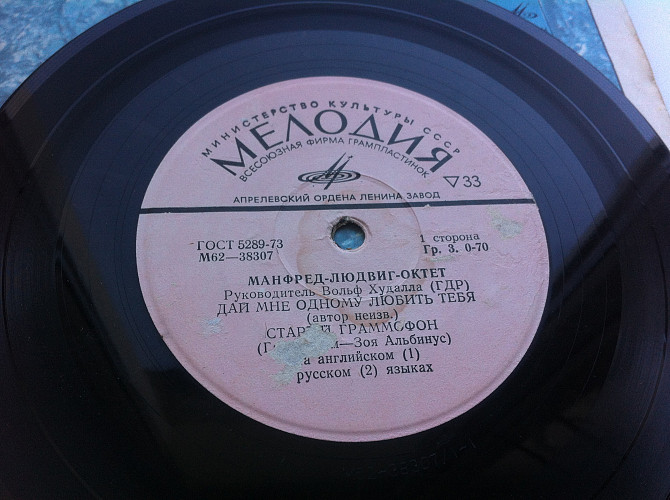 МИНИСТЕРСТВО КУЛЬТУРЫ СССР
МЕЛОДИЯ
ВСЕСОЮЗНАЯ ФИРМА ГРАМПЛАСТИНОК
▽33
АПРЕЛЕВСКИЙ ОРДЕНА ЛЕНИНА ЗАВОД
ГОСТ 5289-73
М62—38307
1 сторона
Гр. 3. 0-70
МАНФРЕД-ЛЮДВИГ-ОКТЕТ
Руководитель Вольф Худалла (ГДР)
ДАЙ МНЕ ОДНОМУ ЛЮБИТЬ ТЕБЯ
(автор неизв.)
ГРАММОФОН
Зоя Альбинус)
английском (1)
русском (2) языках